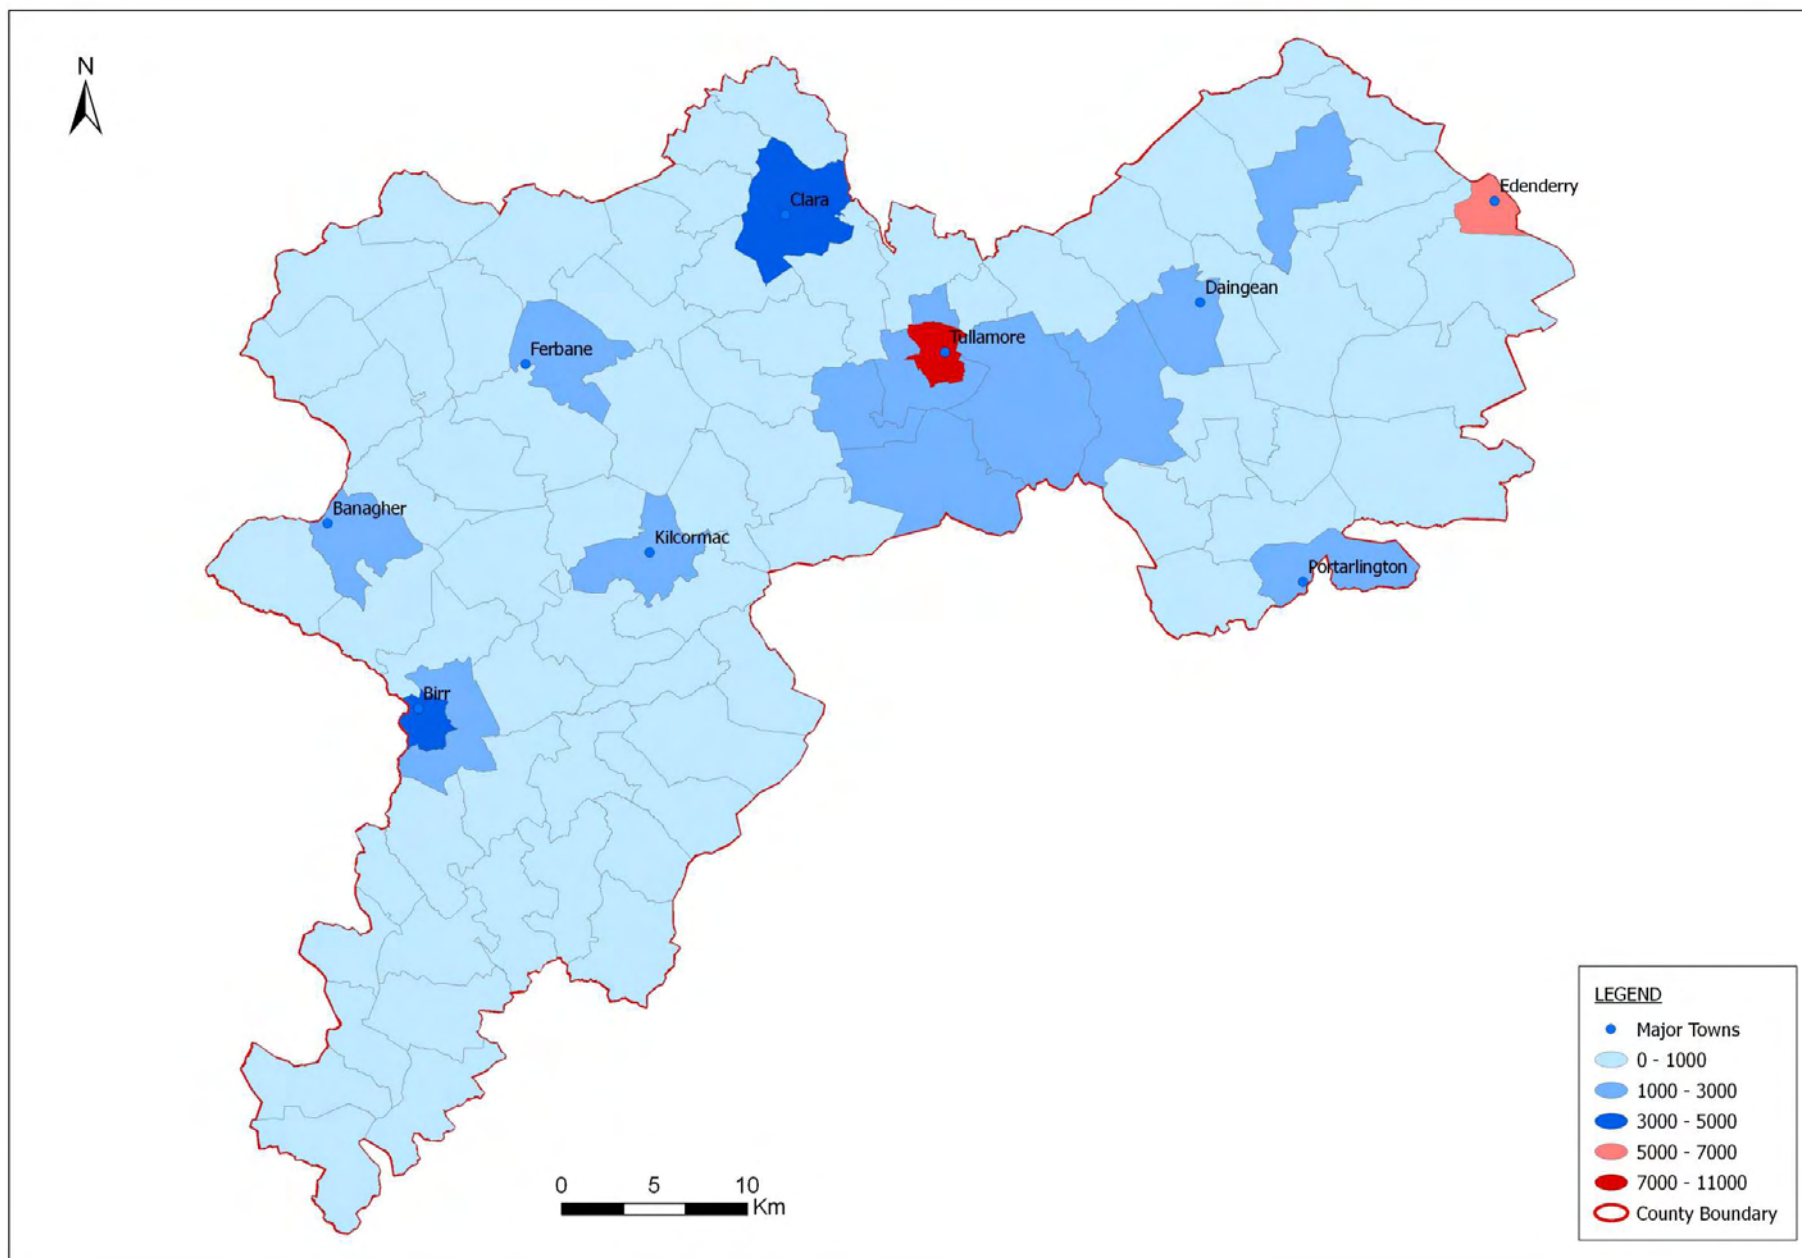 N
Edenderry
Clara
Daingean
Tullamore
Ferbane
Banagher
Kilcormac
Portarlington
Birr
LEGEND
Major Towns
0 - 1000
1000 - 3000
3000 - 5000
5000 - 7000
7000 - 11000
County Boundary
0 5 10
Km